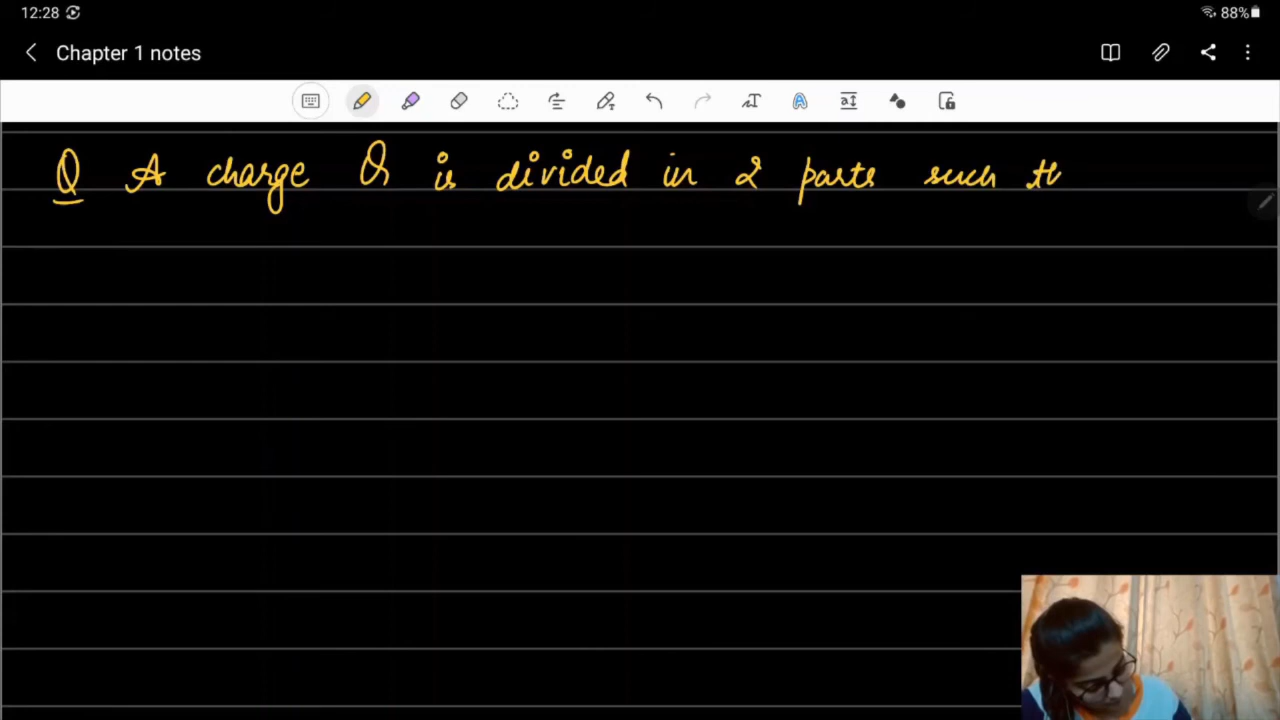 12:28
88%
Chapter 1 notes
Q A charge Q is divided in 2 parts such th